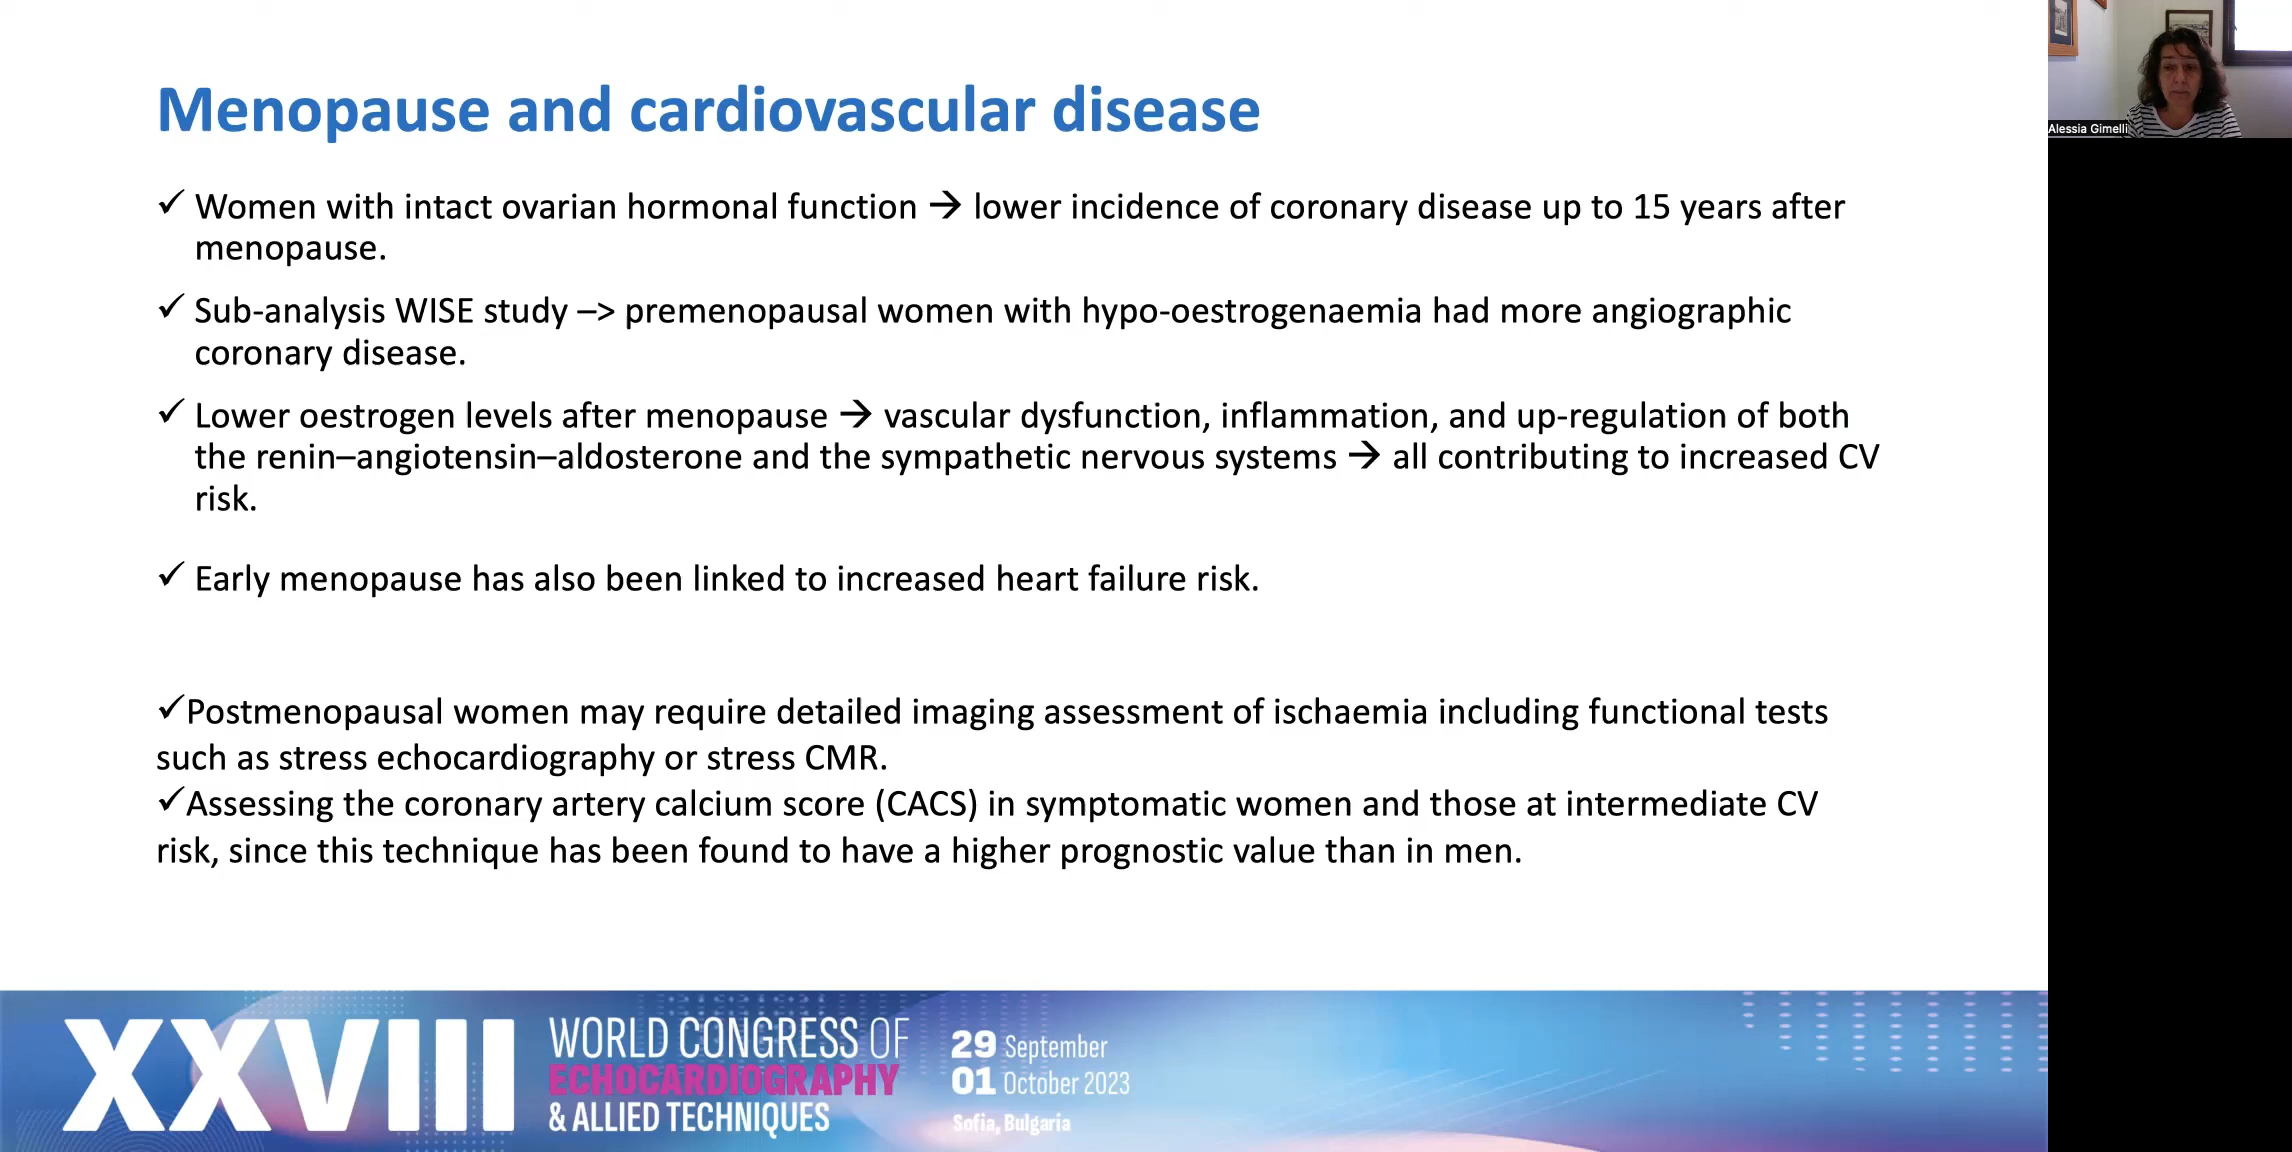 Menopause and cardiovascular disease
✓ Women with intact ovarian hormonal function → lower incidence of coronary disease up to 15 years after
menopause.
✓ Sub-analysis WISE study –> premenopausal women with hypo-oestrogenaemia had more angiographic
coronary disease.
✓ Lower oestrogen levels after menopause → vascular dysfunction, inflammation, and up-regulation of both
the renin–angiotensin–aldosterone and the sympathetic nervous systems → all contributing to increased CV
risk.
✓ Early menopause has also been linked to increased heart failure risk.
✓Postmenopausal women may require detailed imaging assessment of ischaemia including functional tests
such as stress echocardiography or stress CMR.
✓Assessing the coronary artery calcium score (CACS) in symptomatic women and those at intermediate CV
risk, since this technique has been found to have a higher prognostic value than in men.
XXVIII
WORLD CONGRESS OF
ECHOCARDIOGRAPHY
& ALLIED TECHNIQUES
29 September
01 October 2023
Sofia, Bulgaria
Alessia Gimelli